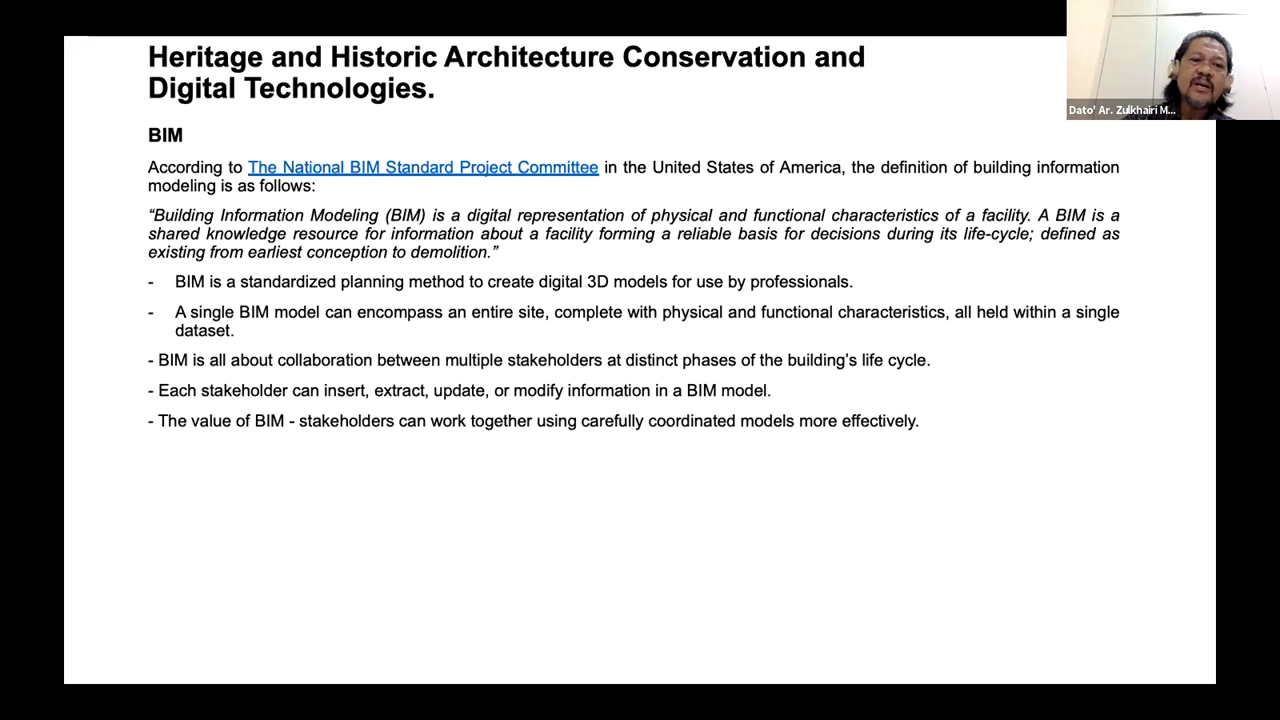 Heritage and Historic Architecture Conservation and
Digital Technologies.
BIM
According to The National BIM Standard Project Committee in the United States of America, the definition of building information
modeling is as follows:
“Building Information Modeling (BIM) is a digital representation of physical and functional characteristics of a facility. A BIM is a
shared knowledge resource for information about a facility forming a reliable basis for decisions during its life-cycle; defined as
existing from earliest conception to demolition.”
- BIM is a standardized planning method to create digital 3D models for use by professionals.
- A single BIM model can encompass an entire site, complete with physical and functional characteristics, all held within a single
dataset.
- BIM is all about collaboration between multiple stakeholders at distinct phases of the building’s life cycle.
- Each stakeholder can insert, extract, update, or modify information in a BIM model.
- The value of BIM - stakeholders can work together using carefully coordinated models more effectively.
Dato' Ar. Zulkhairi M...